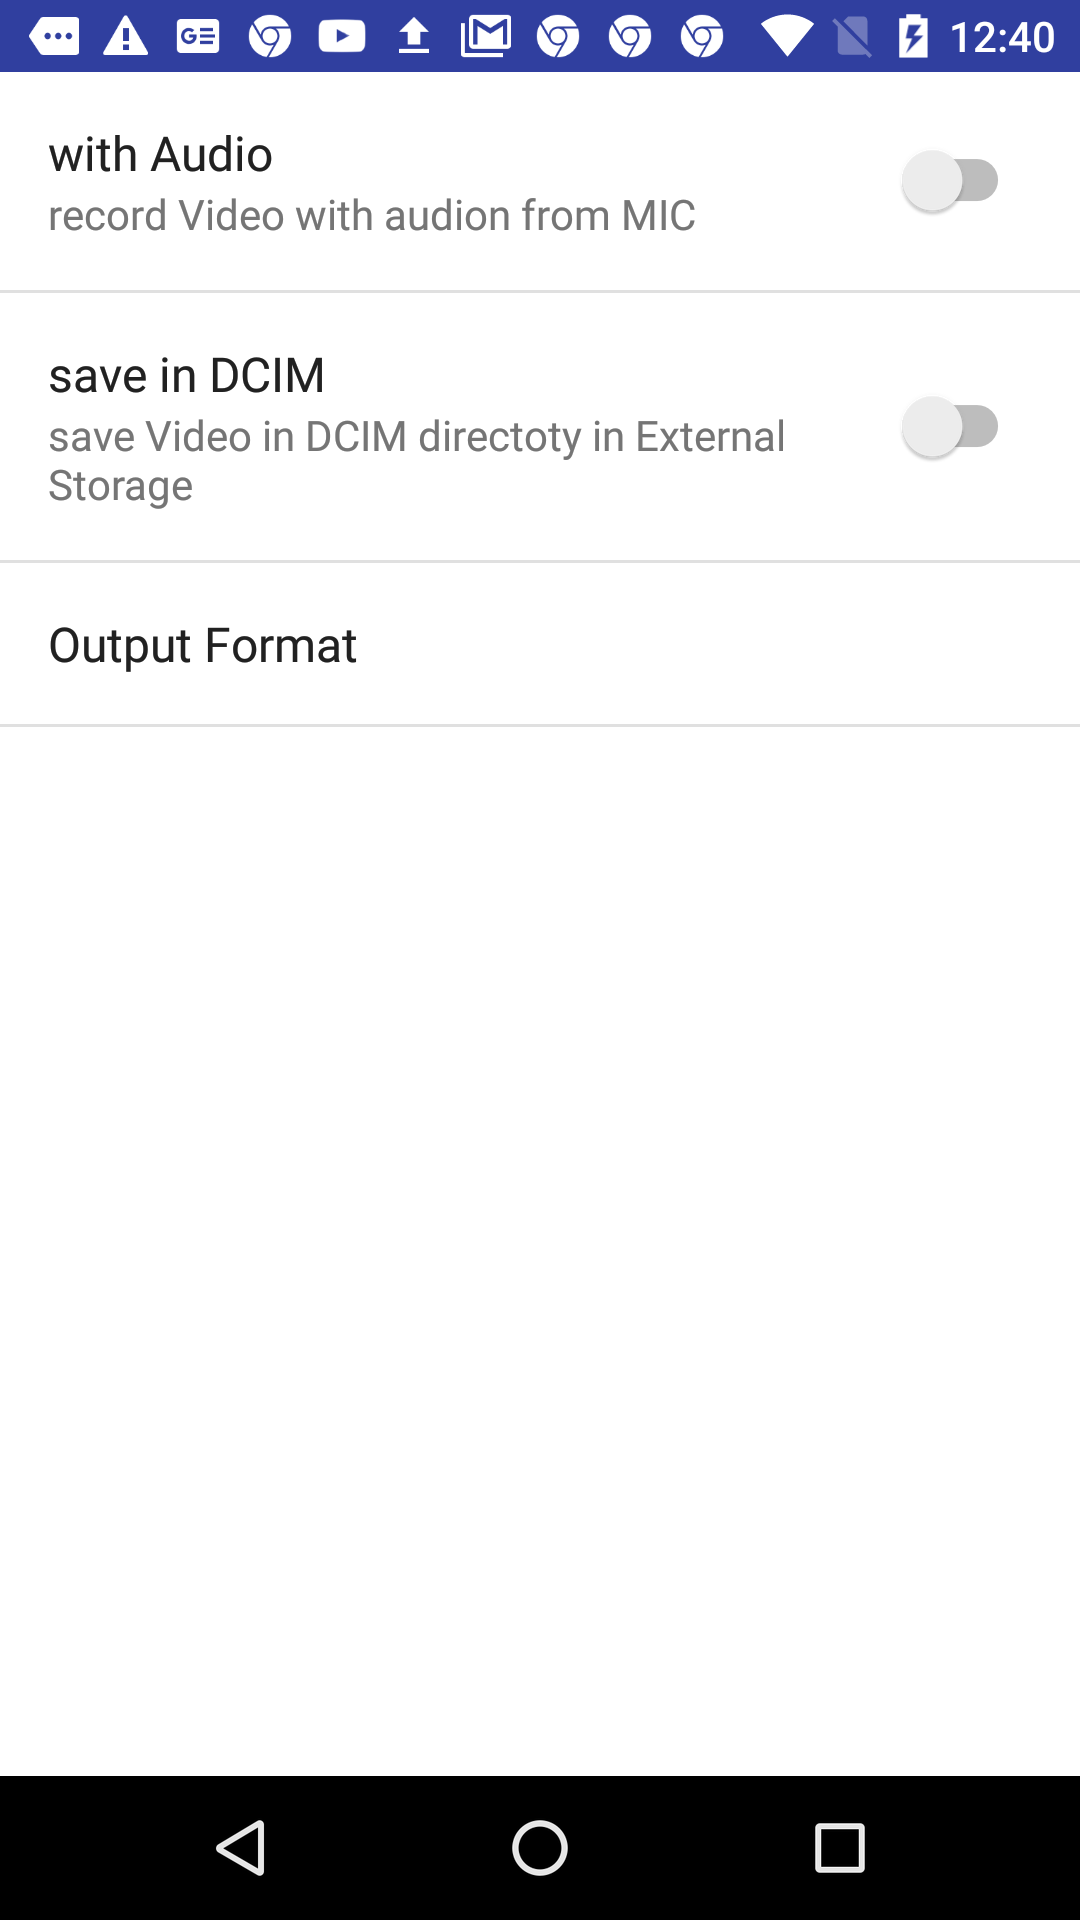 12:40
with Audio
record Video with audion from MIC
save in DCIM
save Video in DCIM directoty in External
Storage
Output Format